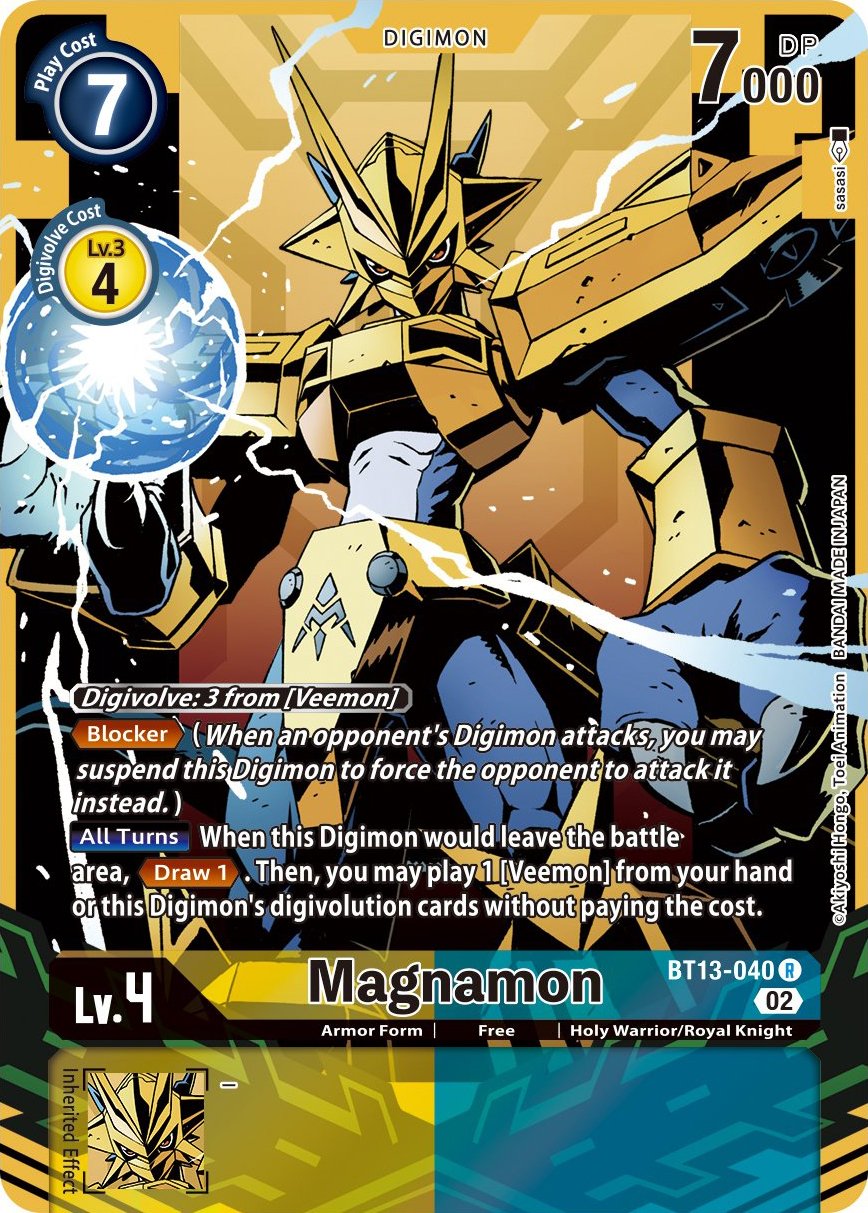 DIGIMON
Play Cost
7
7000
DP
sasasi
Digivolve Cost
Lv.3
4
Digivolve: 3 from [Veemon]
Blocker (When an opponent's Digimon attacks, you may
suspend this Digimon to force the opponent to attack it
instead.)
All Turns When this Digimon would leave the battle
area, Draw 1. Then, you may play 1 [Veemon] from your hand
or this Digimon's digivolution cards without paying the cost.
©Akiyoshi Hongo, Toei Animation BANDAI MADE IN JAPAN
Lv.4
Magnamon
BT13-040 R
02
Armor Form | Free | Holy Warrior/Royal Knight
Inherited Effect
–